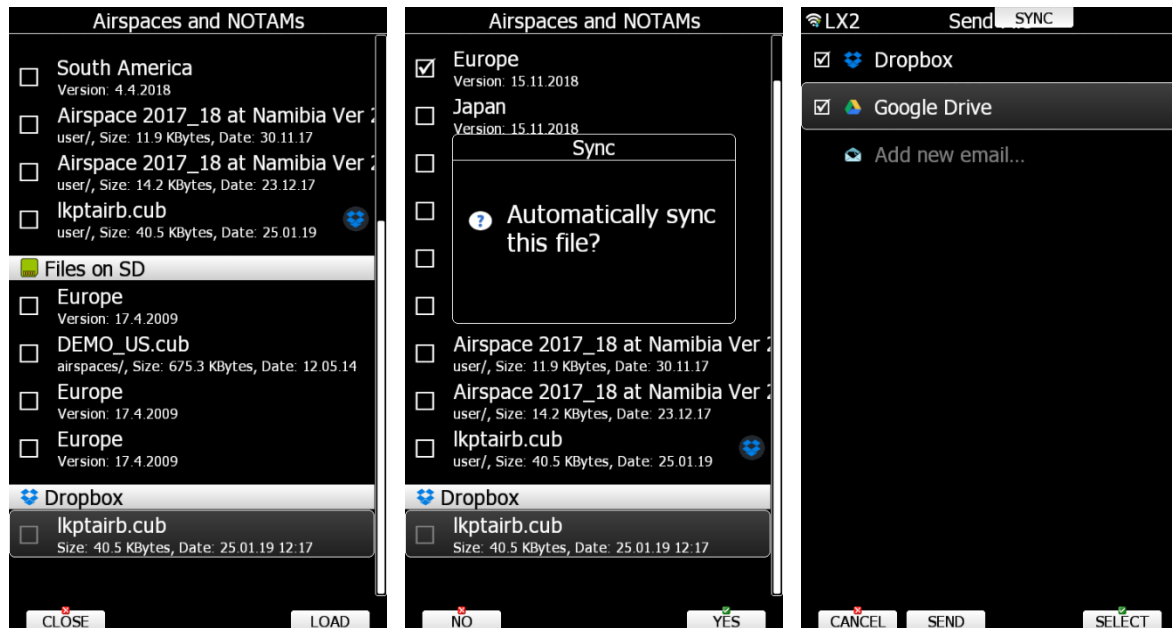 Airspaces and NOTAMs
South America
Version: 4.4.2018
Airspace 2017_18 at Namibia Ver
user/, Size: 11.9 KBytes, Date: 30.11.17
Airspace 2017_18 at Namibia Ver
user/, Size: 14.2 KBytes, Date: 23.12.17
lkptairb.cub
user/, Size: 40.5 KBytes, Date: 25.01.19
Files on SD
Europe
Version: 17.4.2009
DEMO_US.cub
airspaces/, Size: 675.3 KBytes, Date: 12.05.14
Europe
Version: 17.4.2009
Europe
Version: 17.4.2009
Dropbox
lkptairb.cub
Size: 40.5 KBytes, Date: 25.01.19 12:17
CLOSE LOAD
Airspaces and NOTAMs
Europe
Version: 15.11.2018
Japan
Version: 15.11.2018
Sync
Automatically sync
this file?
Airspace 2017_18 at Namibia Ver
user/, Size: 11.9 KBytes, Date: 30.11.17
Airspace 2017_18 at Namibia Ver
user/, Size: 14.2 KBytes, Date: 23.12.17
lkptairb.cub
user/, Size: 40.5 KBytes, Date: 25.01.19
Dropbox
lkptairb.cub
Size: 40.5 KBytes, Date: 25.01.19 12:17
NO YES
LX2 Send SYNC
Dropbox
Google Drive
Add new email...
CANCEL SEND SELECT